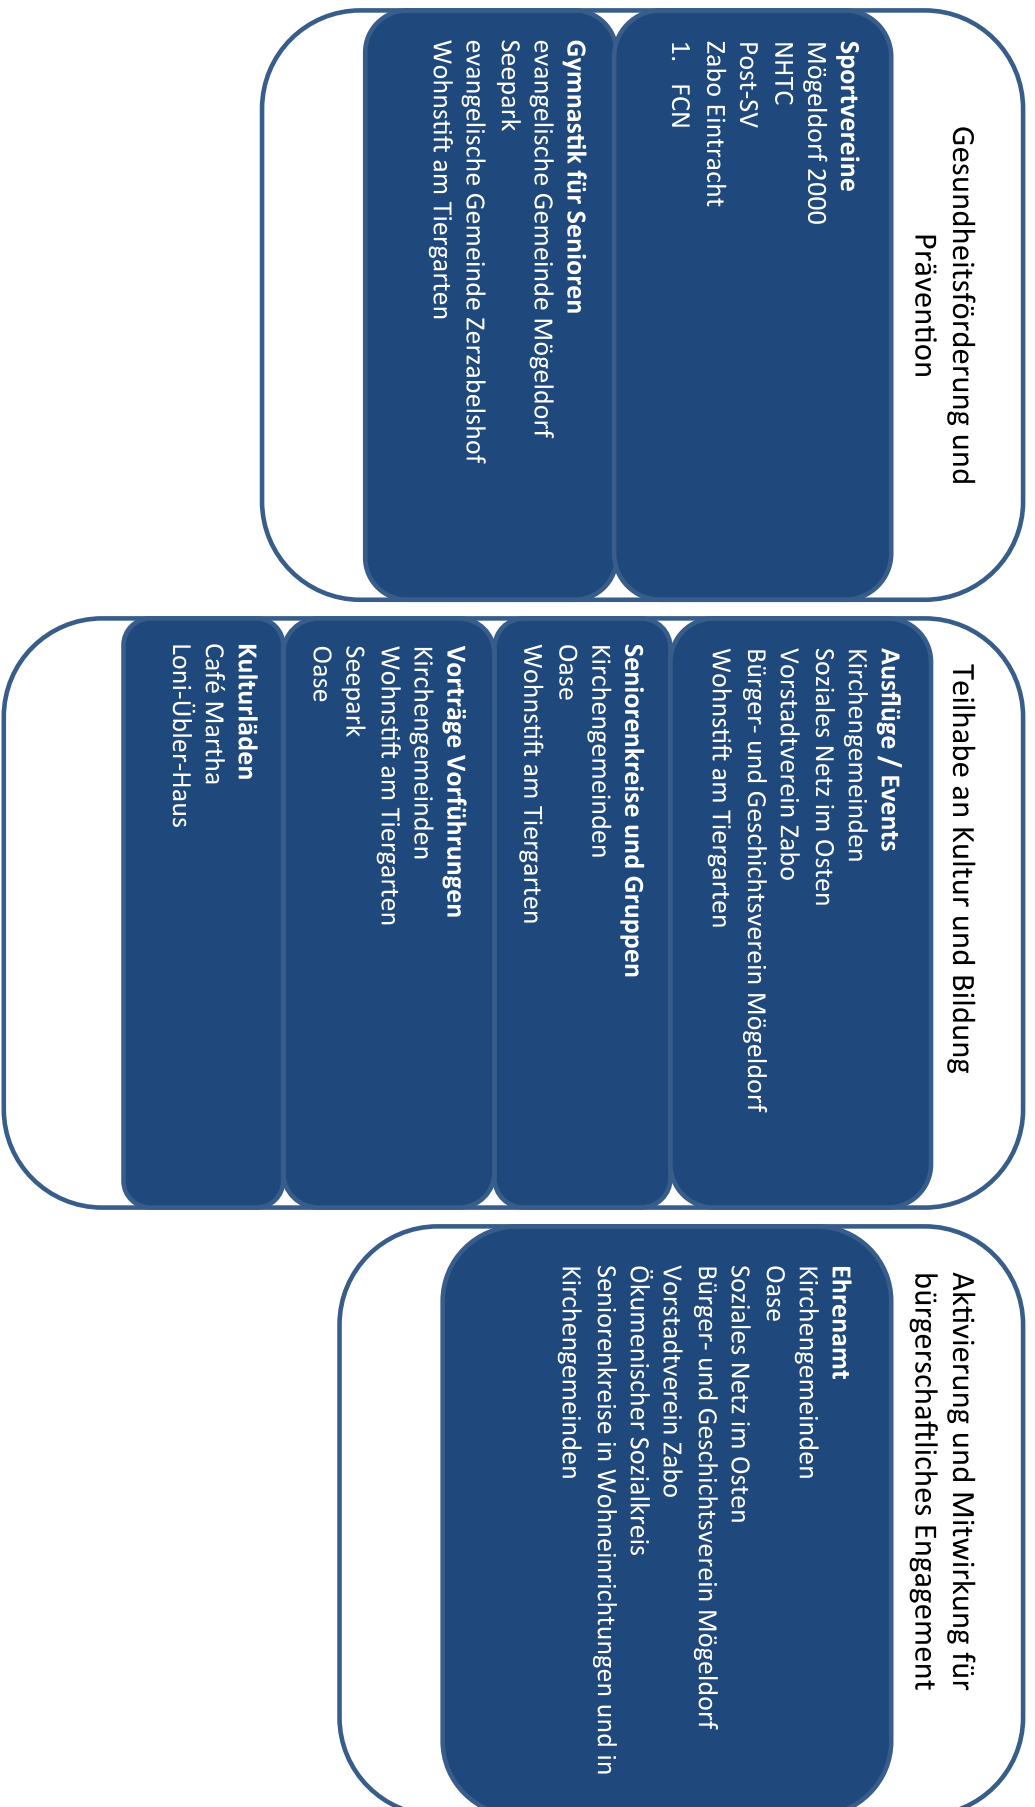 Gesundheitsförderung und
Prävention
Sportvereine
Mögeldorf 2000
NHTC
Post-SV
Zabo Eintracht
1. FCN
Gymnastik für Senioren
evangelische Gemeinde Mögeldorf
Seepark
evangelische Gemeinde Zerzabelshof
Wohnstift am Tiergarten
Teilhabe an Kultur und Bildung
Ausflüge / Events
Kirchengemeinden
Soziales Netz im Osten
Vorstadtverein Zabo
Bürger- und Geschichtsverein Mögeldorf
Wohnstift am Tiergarten
Seniorenkreise und Gruppen
Kirchengemeinden
Oase
Wohnstift am Tiergarten
Vorträge Vorführungen
Kirchengemeinden
Wohnstift am Tiergarten
Seepark
Oase
Kulturläden
Café Martha
Loni-Übler-Haus
Aktivierung und Mitwirkung für
bürgerschaftliches Engagement
Ehrenamt
Kirchengemeinden
Oase
Soziales Netz im Osten
Bürger- und Geschichtsverein Mögeldorf
Vorstadtverein Zabo
Ökumenischer Sozialkreis
Seniorenkreise in Wohneinrichtungen und in
Kirchengemeinden